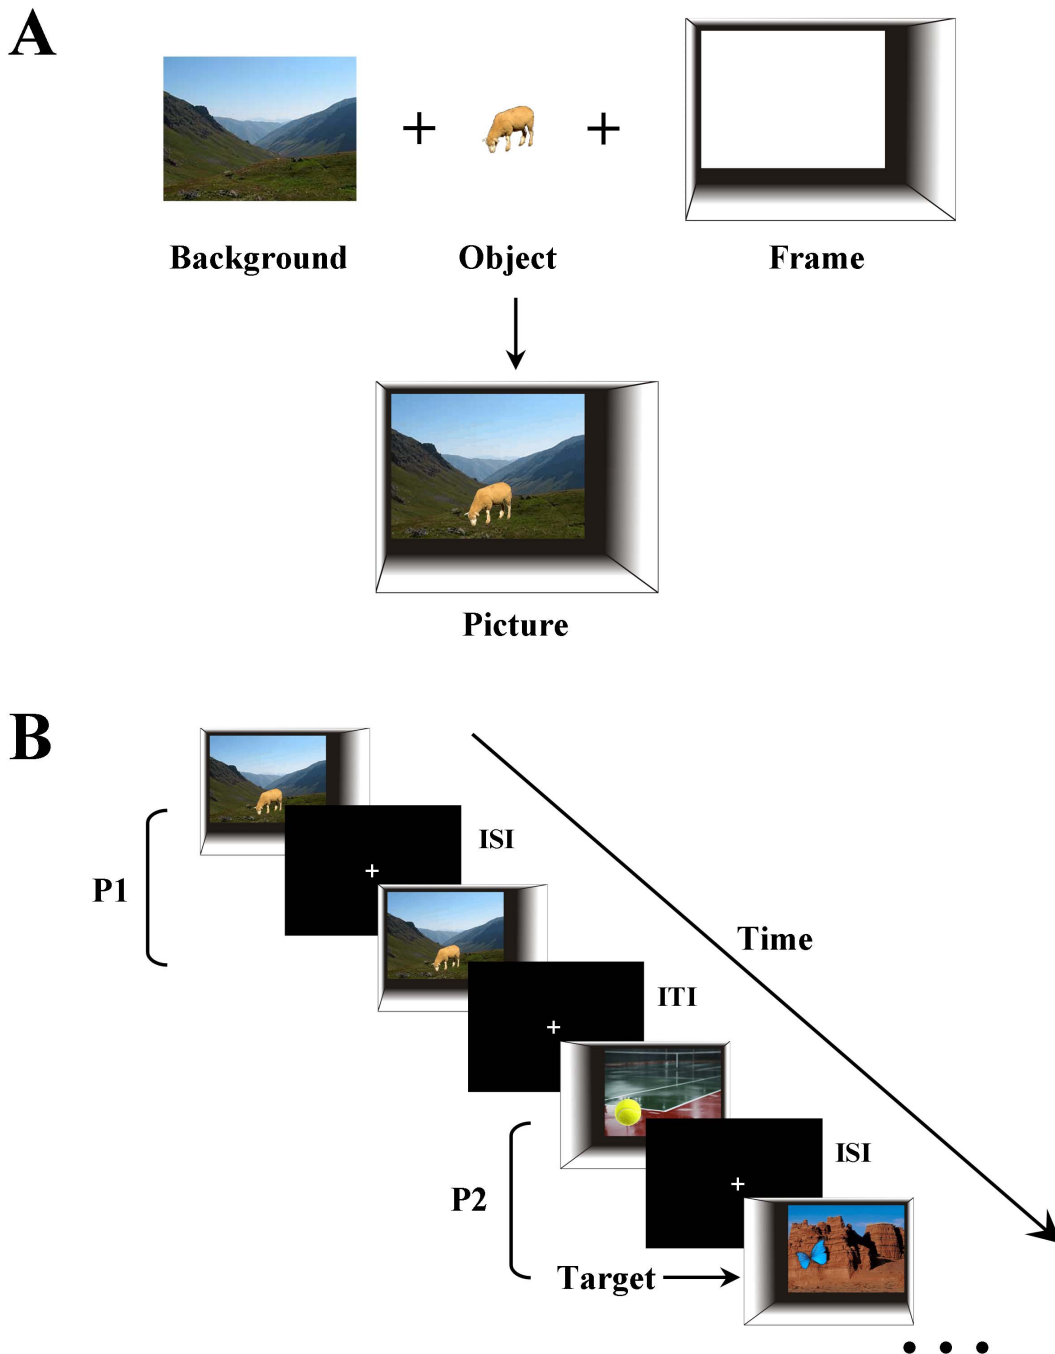 A
+ +
Background Object Frame
Picture
B
ISI
P1
Time
ITI
ISI
P2
Target